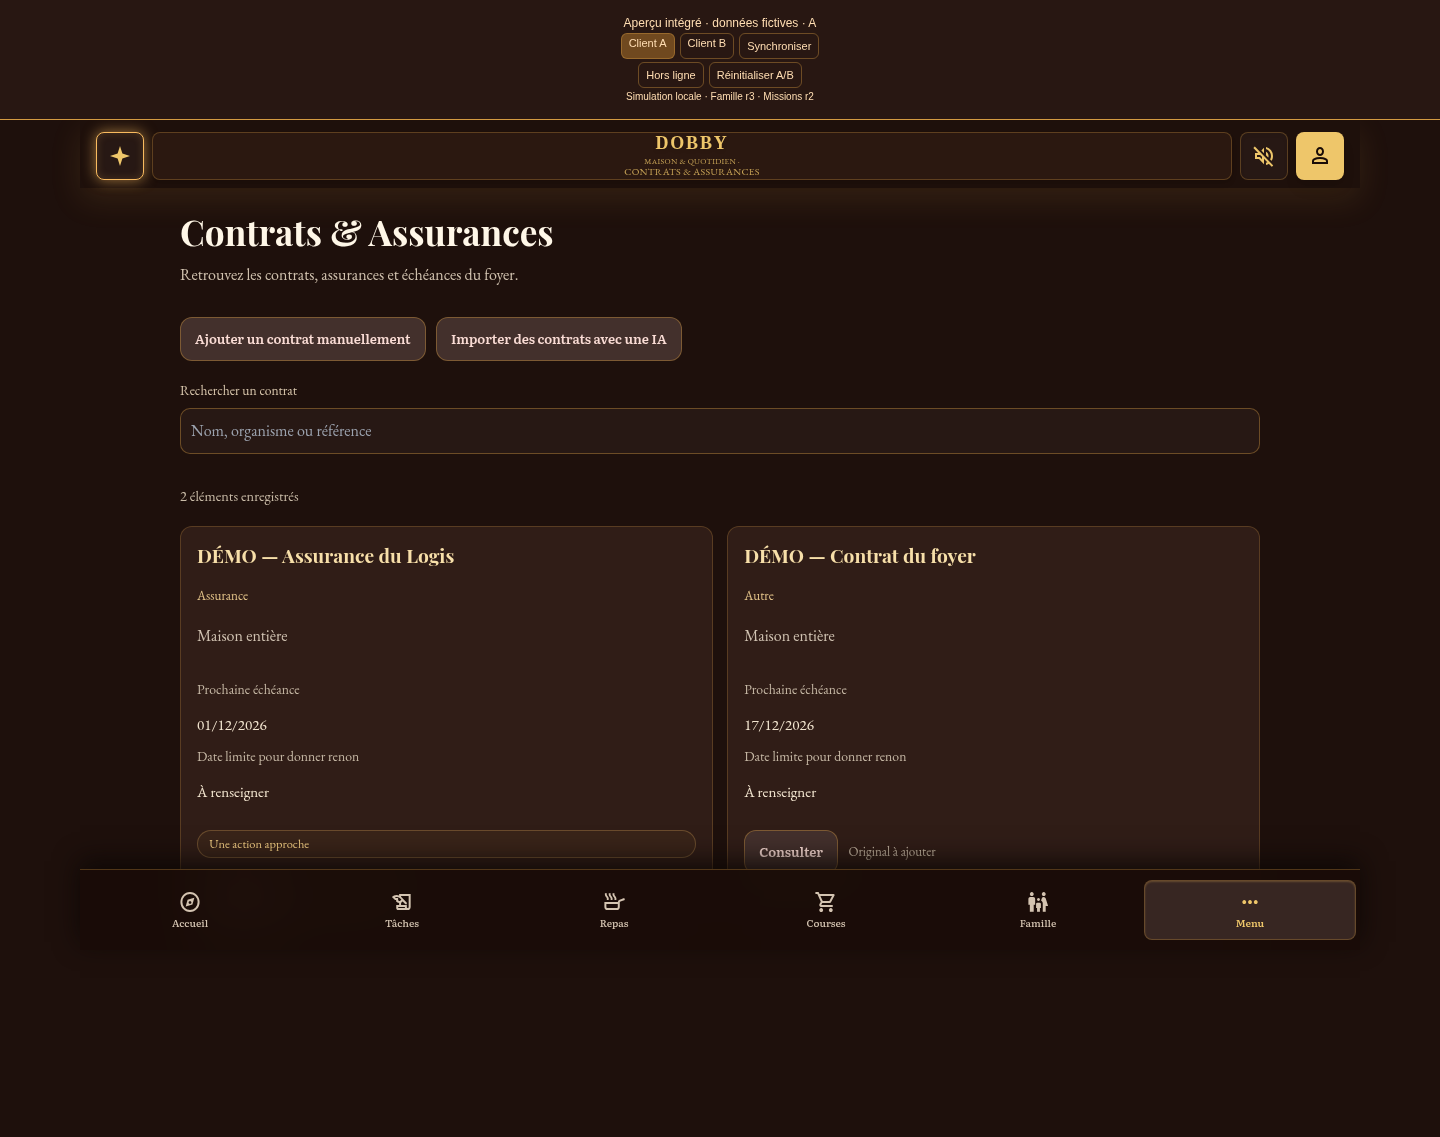 Aperçu intégré · données fictives · A
Client A
Client B
Synchroniser
Hors ligne
Réinitialiser A/B
Simulation locale · Famille r3 · Missions r2
DOBBY
MAISON & QUOTIDIEN ·
CONTRATS & ASSURANCES
Contrats & Assurances
Retrouvez les contrats, assurances et échéances du foyer.
Ajouter un contrat manuellement
Importer des contrats avec une IA
Rechercher un contrat
Nom, organisme ou référence
2 éléments enregistrés
DÉMO — Assurance du Logis
Assurance
Maison entière
Prochaine échéance
01/12/2026
Date limite pour donner renon
À renseigner
Une action approche
DÉMO — Contrat du foyer
Autre
Maison entière
Prochaine échéance
17/12/2026
Date limite pour donner renon
À renseigner
Consulter
Original à ajouter
Accueil
Tâches
Repas
Courses
Famille
Menu